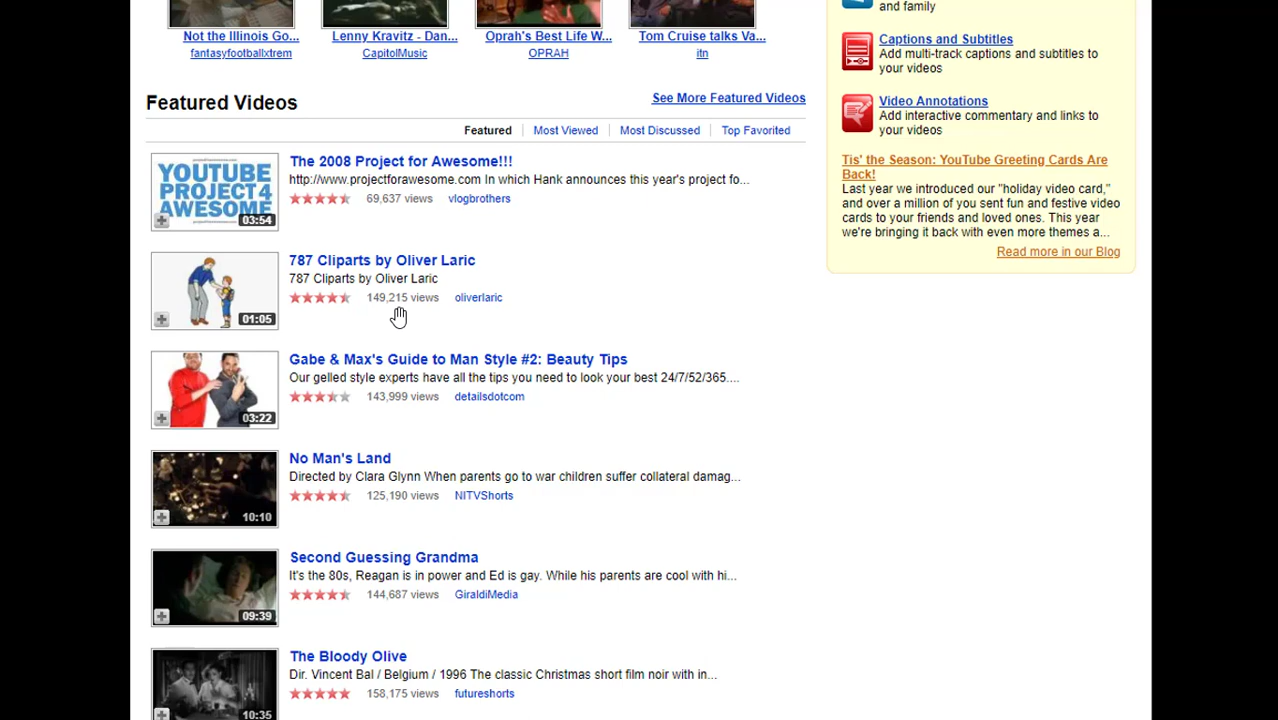 Not the Illinois Go...
Lenny Kravitz - Dan...
Oprah's Best Life W...
Tom Cruise talks Va...
fantasyfootballxtrem
CapitolMusic
OPRAH
itn
Featured Videos
See More Featured Videos
Featured
Most Viewed
Most Discussed
Top Favorited
YOUTUBE
PROJECT4
AWESOME
03:54
The 2008 Project for Awesome!!!
http://www.projectforawesome.com In which Hank announces this year's project fo...
69,637 views vlogbrothers
01:05
787 Cliparts by Oliver Laric
787 Cliparts by Oliver Laric
149,215 views oliverlaric
03:22
Gabe & Max's Guide to Man Style #2: Beauty Tips
Our gelled style experts have all the tips you need to look your best 24/7/52/365....
143,999 views detailsdotcom
10:10
No Man's Land
Directed by Clara Glynn When parents go to war children suffer collateral damag...
125,190 views NITVShorts
09:39
Second Guessing Grandma
It's the 80s, Reagan is in power and Ed is gay. While his parents are cool with hi...
144,687 views GiraldiMedia
10:35
The Bloody Olive
Dir. Vincent Bal / Belgium / 1996 The classic Christmas short film noir with in...
158,175 views futureshorts
and family
Captions and Subtitles
Add multi-track captions and subtitles to
your videos
Video Annotations
Add interactive commentary and links to
your videos
Tis' the Season: YouTube Greeting Cards Are
Back!
Last year we introduced our "holiday video card,"
and over a million of you sent fun and festive video
cards to your friends and loved ones. This year
we're bringing it back with even more themes a...
Read more in our Blog